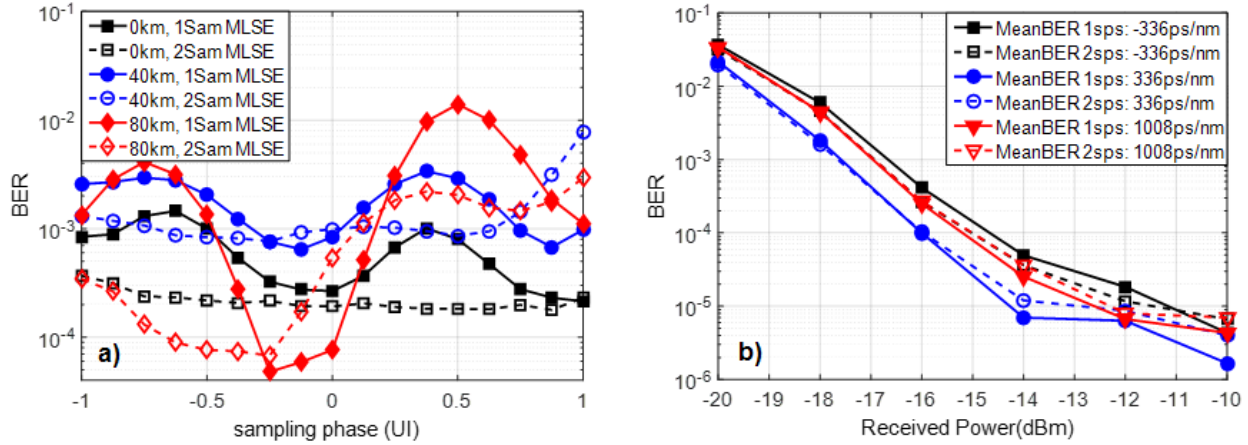 10^-1
10^-2
10^-3
10^-4
BER
0km, 1Sam MLSE
0km, 2Sam MLSE
40km, 1Sam MLSE
40km, 2Sam MLSE
80km, 1Sam MLSE
80km, 2Sam MLSE
a)
-1 -0.5 0 0.5 1
sampling phase (UI)
10^-1
10^-2
10^-3
10^-4
10^-5
10^-6
BER
MeanBER 1sps: -336ps/nm
MeanBER 2sps: -336ps/nm
MeanBER 1sps: 336ps/nm
MeanBER 2sps: 336ps/nm
MeanBER 1sps: 1008ps/nm
MeanBER 2sps: 1008ps/nm
b)
-20 -19 -18 -17 -16 -15 -14 -13 -12 -11 -10
Received Power(dBm)